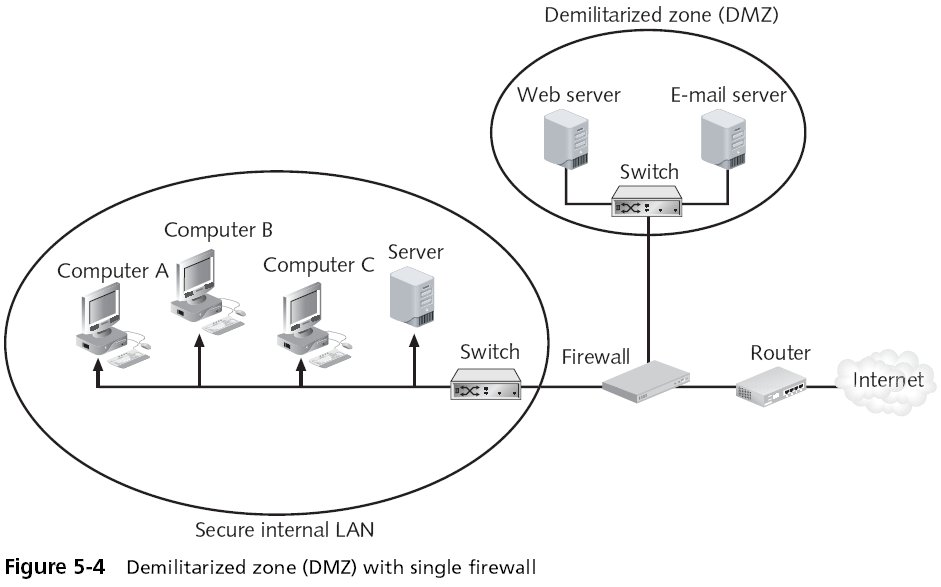 Demilitarized zone (DMZ)
Web server
E-mail server
Switch
Computer B
Computer A
Computer C
Server
Switch
Firewall
Router
Internet
Secure internal LAN
Figure 5-4 Demilitarized zone (DMZ) with single firewall